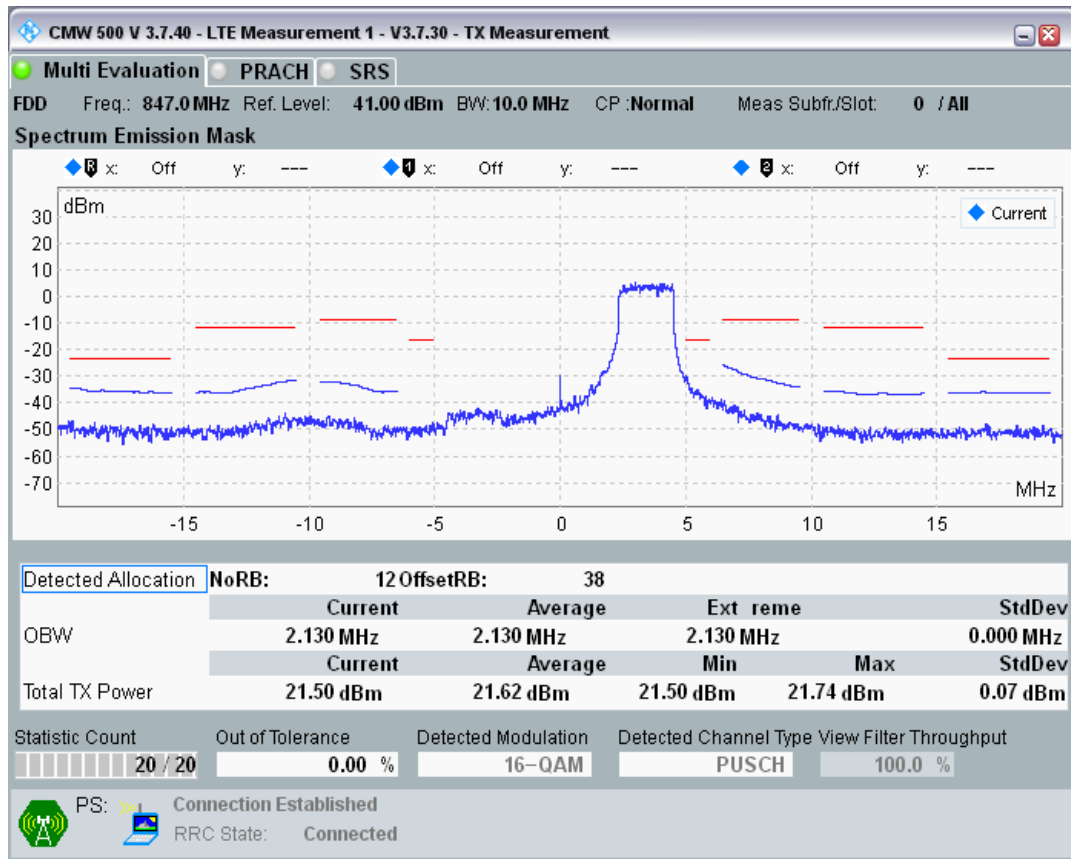 CMW 500 V 3.7.40 - LTE Measurement 1 - V3.7.30 - TX Measurement
Multi Evaluation PRACH SRS
FDD Freq.: 847.0 MHz Ref. Level: 41.00 dBm BW: 10.0 MHz CP :Normal Meas Subfr./Slot: 0 / All
Spectrum Emission Mask
R x: Off y: --- 1 x: Off y: --- 2 x: Off y: ---
dBm
Current
30
20
10
0
-10
-20
-30
-40
-50
-60
-70
MHz
-15 -10 -5 0 5 10 15
Detected Allocation NoRB: 12 OffsetRB: 38
Current Average Ext reme StdDev
OBW 2.130 MHz 2.130 MHz 2.130 MHz 0.000 MHz
Current Average Min Max StdDev
Total TX Power 21.50 dBm 21.62 dBm 21.50 dBm 21.74 dBm 0.07 dBm
Statistic Count Out of Tolerance Detected Modulation Detected Channel Type View Filter Throughput
20 / 20 0.00 % 16-QAM PUSCH 100.0 %
PS: Connection Established
RRC State: Connected